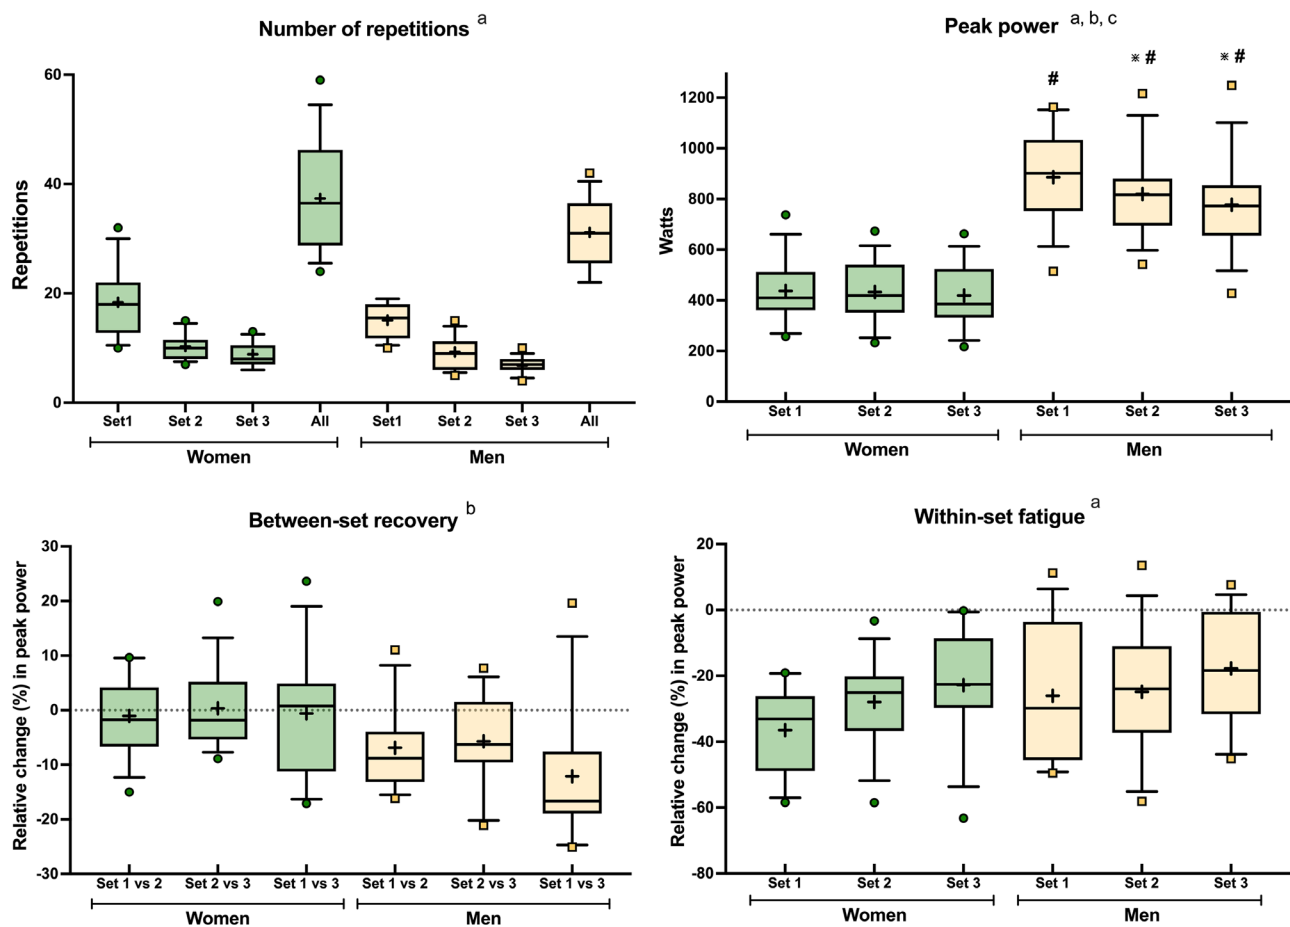 Number of repetitions a
Repetitions
60
40
20
0
Set1 Set 2 Set 3 All Set1 Set 2 Set 3 All
Women Men
Peak power a, b, c
Watts
# ※ # ※ #
1200
1000
800
600
400
200
0
Set 1 Set 2 Set 3 Set 1 Set 2 Set 3
Women Men
Between-set recovery b
Relative change (%) in peak power
30
20
10
0
-10
-20
-30
Set 1 vs 2 Set 2 vs 3 Set 1 vs 3 Set 1 vs 2 Set 2 vs 3 Set 1 vs 3
Women Men
Within-set fatigue a
Relative change (%) in peak power
20
0
-20
-40
-60
-80
Set 1 Set 2 Set 3 Set 1 Set 2 Set 3
Women Men